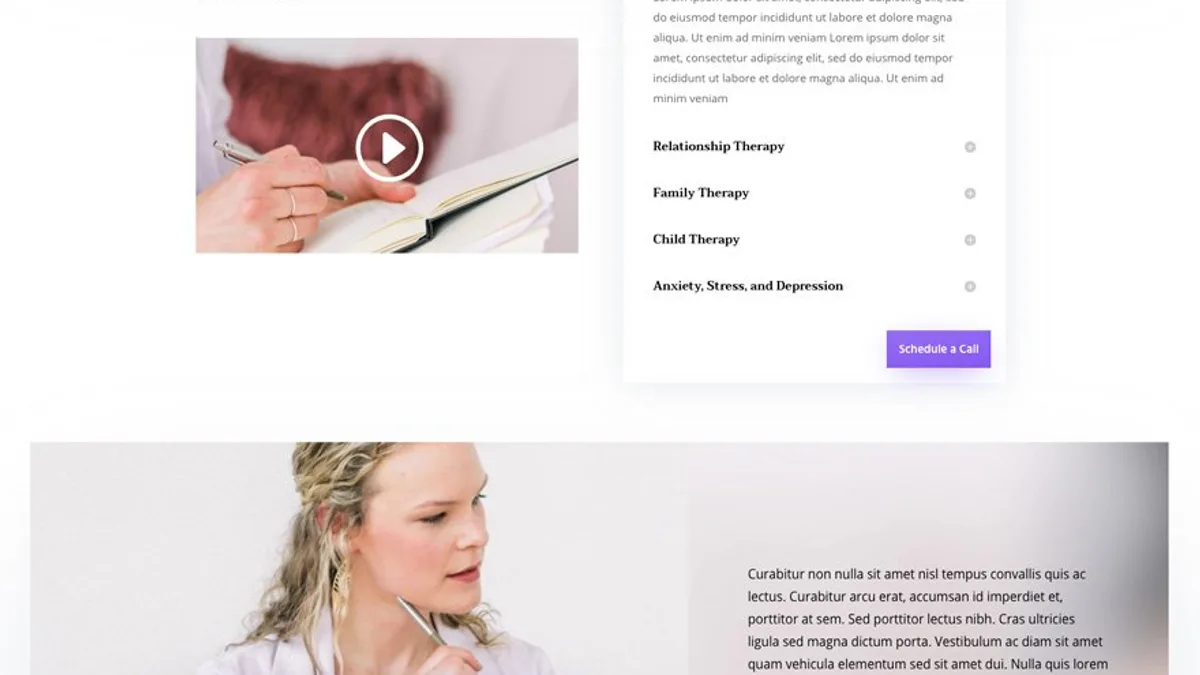 do eiusmod tempor incididunt ut labore et dolore magna
aliqua. Ut enim ad minim veniam Lorem ipsum dolor sit
amet, consectetur adipiscing elit, sed do eiusmod tempor
incididunt ut labore et dolore magna aliqua. Ut enim ad
minim veniam
Relationship Therapy
Family Therapy
Child Therapy
Anxiety, Stress, and Depression
Schedule a Call
Curabitur non nulla sit amet nisl tempus convallis quis ac
lectus. Curabitur arcu erat, accumsan id imperdiet et,
porttitor at sem. Sed porttitor lectus nibh. Cras ultricies
ligula sed magna dictum porta. Vestibulum ac diam sit amet
quam vehicula elementum sed sit amet dui. Nulla quis lorem